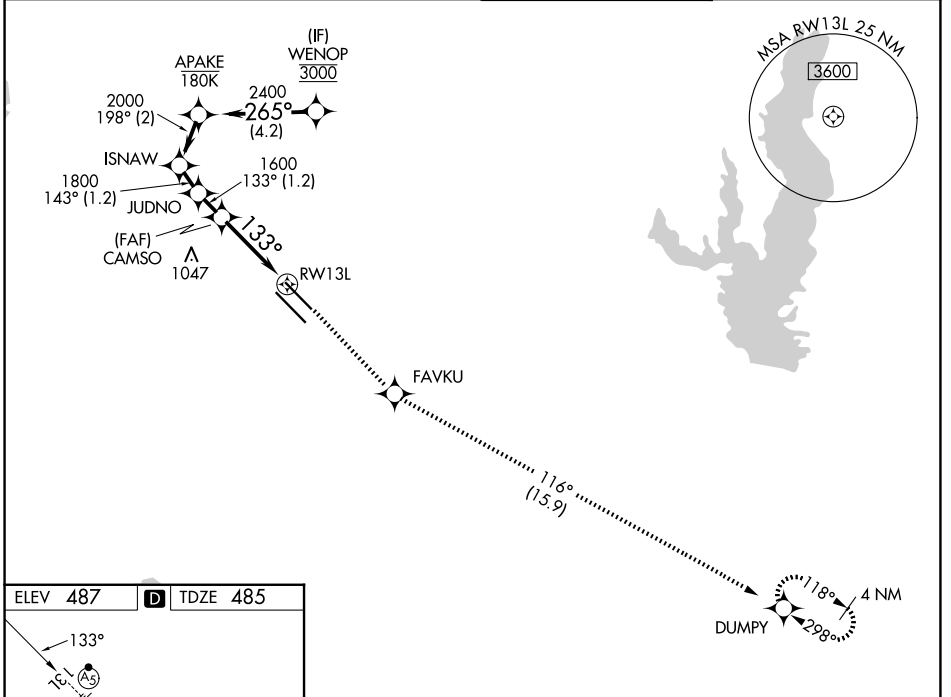 MSA RW13L 25 NM
3600
(IF)
WENOP
3000
APAKE
180K
2400
265°
(4.2)
2000
198° (2)
ISNAW
1600
133° (1.2)
1800
143° (1.2)
JUDNO
(FAF)
CAMSO
1047
133°
RW13L
FAVKU
116°
(15.9)
118°
4 NM
298°
DUMPY
ELEV 487 D TDZE 485
133°
A5
13L